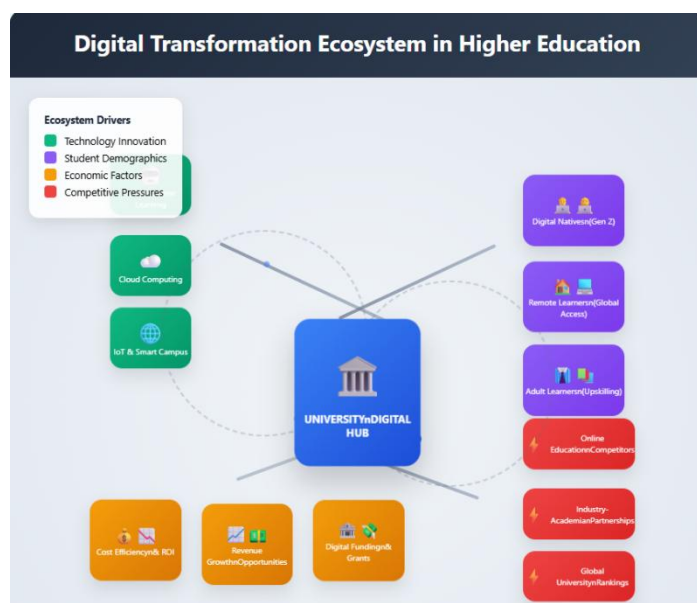 Digital Transformation Ecosystem in Higher Education
Ecosystem Drivers
Technology Innovation
Student Demographics
Economic Factors
Competitive Pressures
Cloud Computing
IoT & Smart Campus
UNIVERSITYnDIGITAL
HUB
Digital Nativesn(Gen Z)
Remote Learnersn(Global
Access)
Adult Learnersn(Upskilling)
Online
EducationnCompetitors
Industry-
AcademianPartnerships
Global
UniversitynRankings
Cost Efficiencyn& ROI
Revenue
GrowthnOpportunities
Digital Fundingn&
Grants